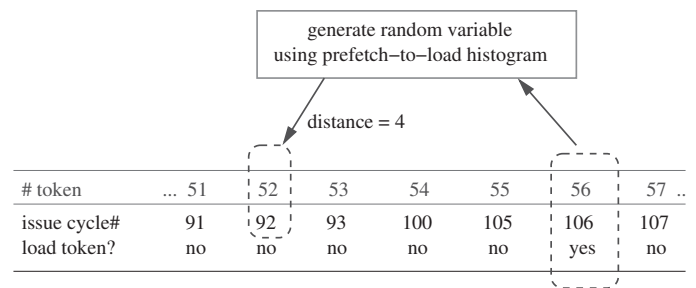 generate random variable
using prefetch−to−load histogram
distance = 4
# token ... 51 52 53 54 55 56 57 ..
issue cycle# 91 92 93 100 105 106 107
load token? no no no no no yes no